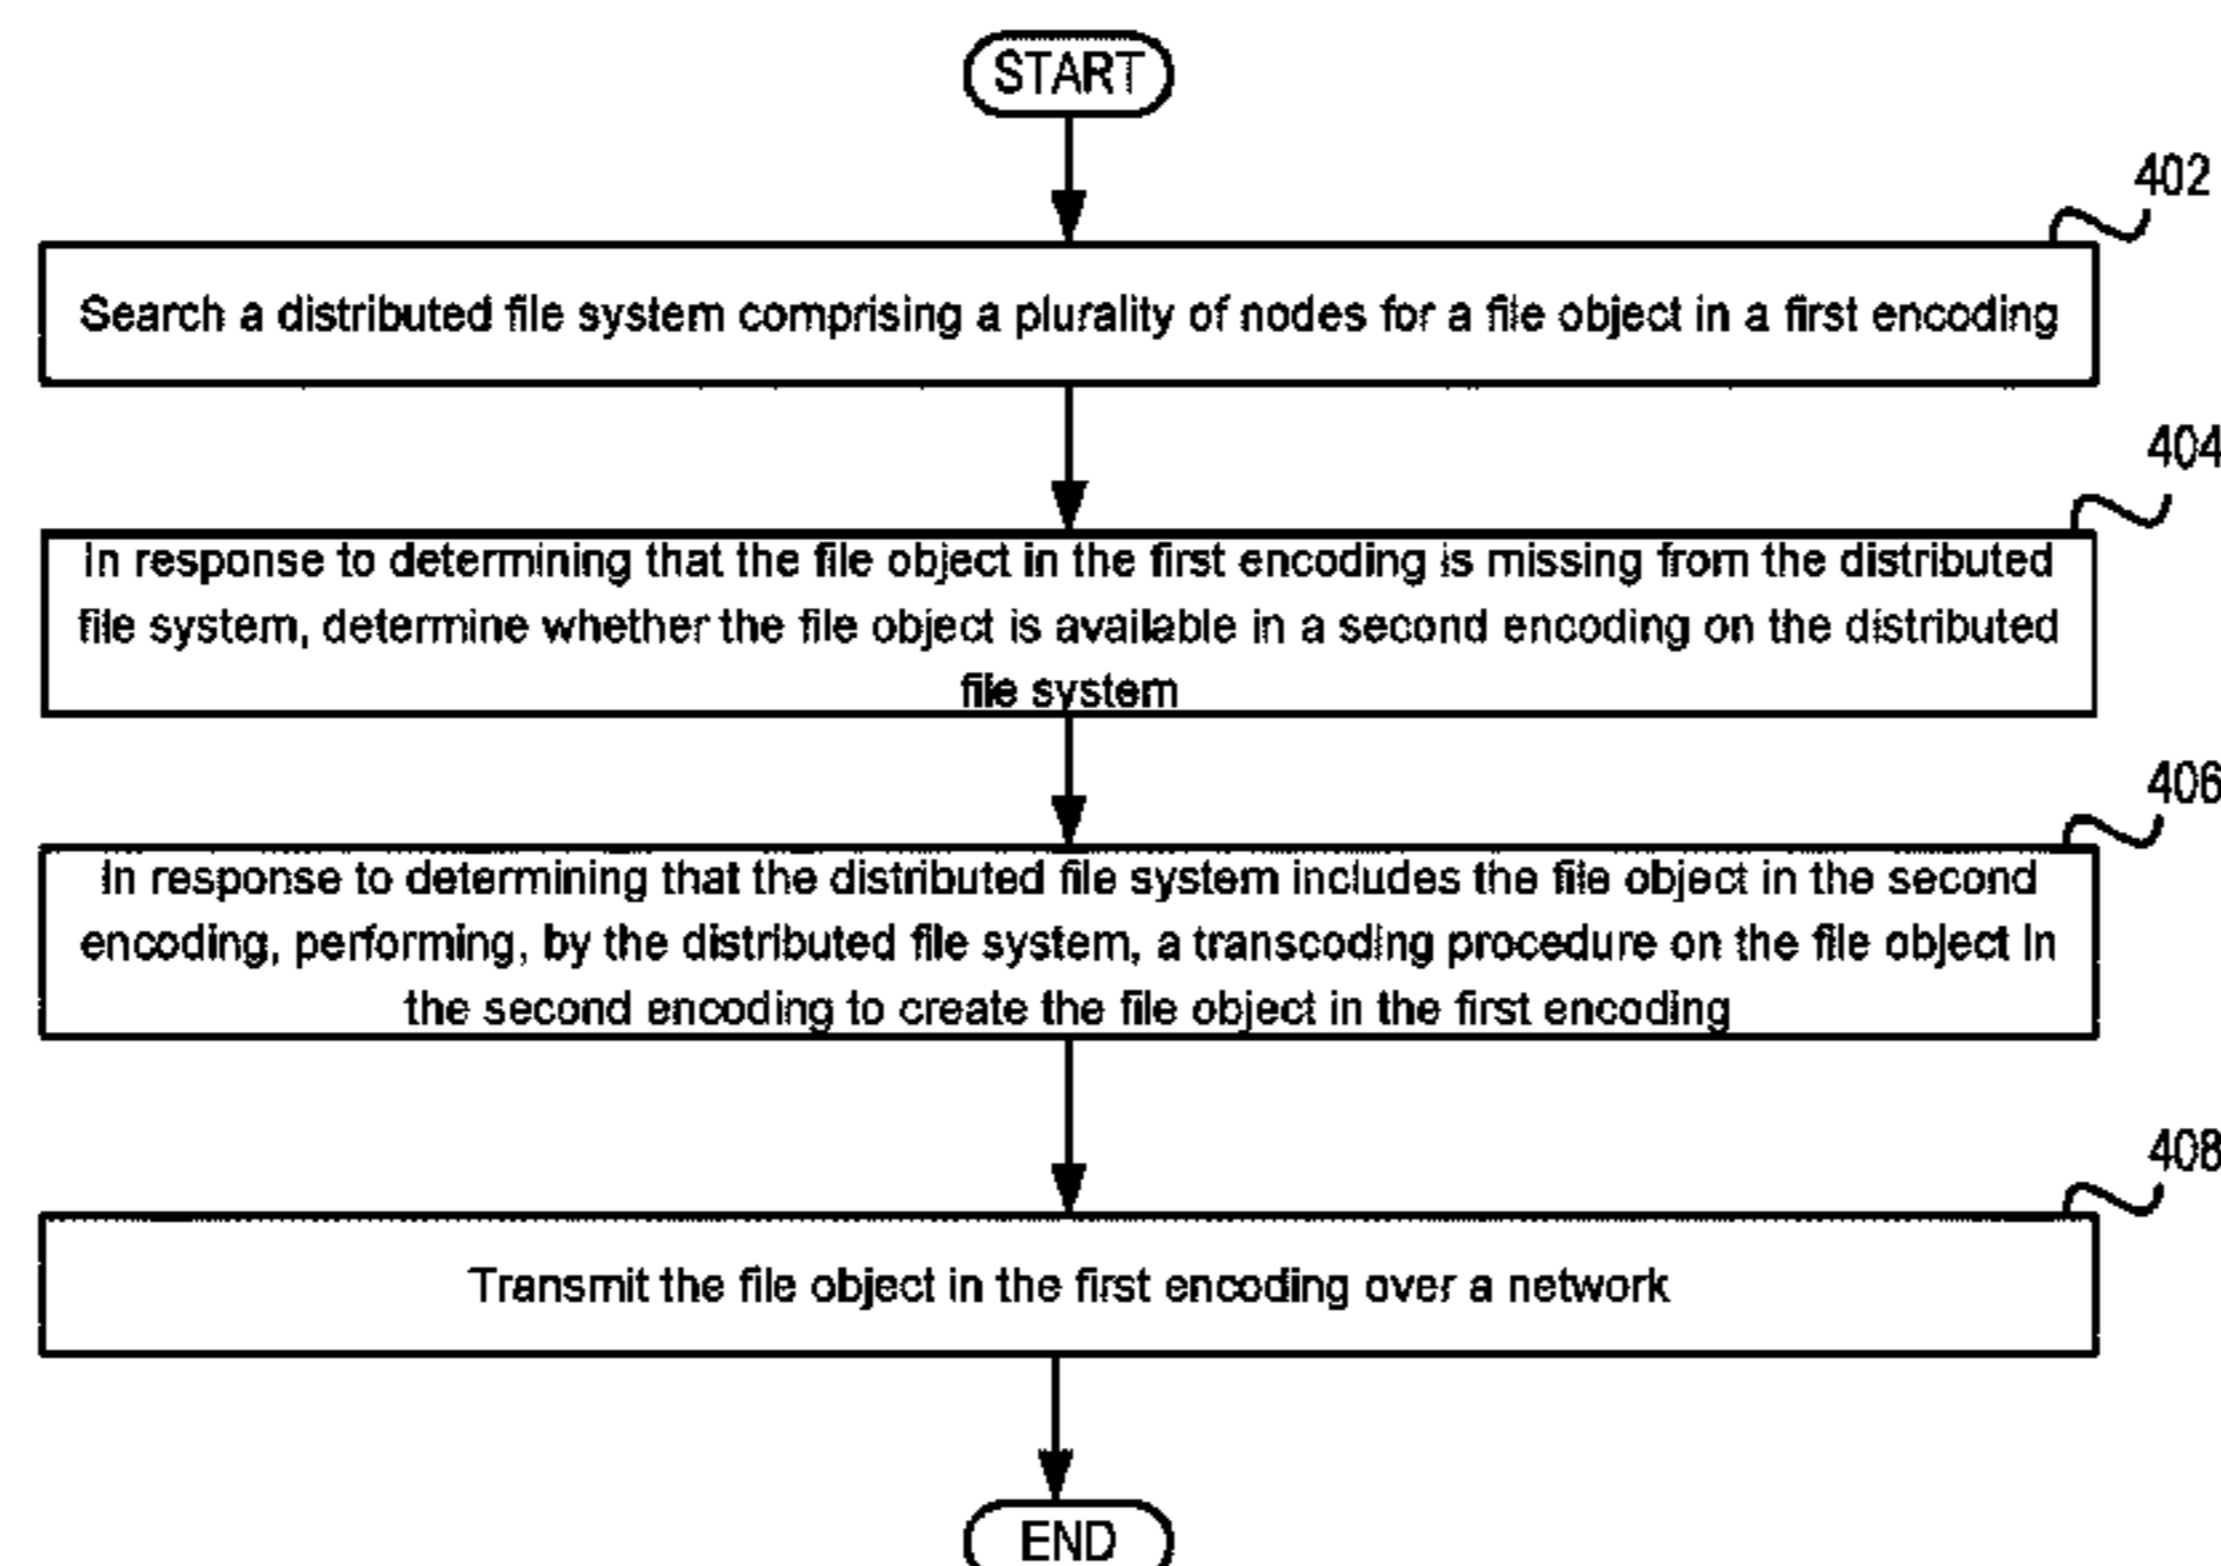 START
402
Search a distributed file system comprising a plurality of nodes for a file object in a first encoding
404
In response to determining that the file object in the first encoding is missing from the distributed
file system, determine whether the file object is available in a second encoding on the distributed
file system
406
In response to determining that the distributed file system includes the file object in the second
encoding, performing, by the distributed file system, a transcoding procedure on the file object in
the second encoding to create the file object in the first encoding
408
Transmit the file object in the first encoding over a network
END